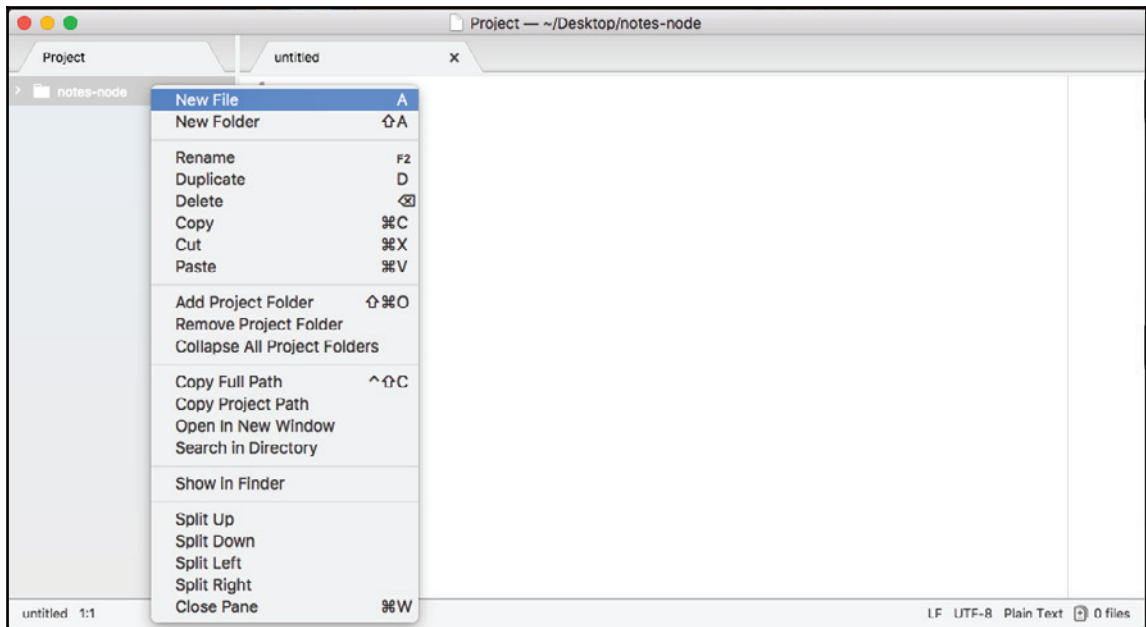 Project — ~/Desktop/notes-node
Project
untitled
x
notes-node
New File A
New Folder ⇧A
Rename F2
Duplicate D
Delete ⌫
Copy ⌘C
Cut ⌘X
Paste ⌘V
Add Project Folder ⇧⌘O
Remove Project Folder
Collapse All Project Folders
Copy Full Path ^⇧C
Copy Project Path
Open In New Window
Search in Directory
Show in Finder
Split Up
Split Down
Split Left
Split Right
Close Pane ⌘W
untitled 1:1
LF UTF-8 Plain Text 0 files